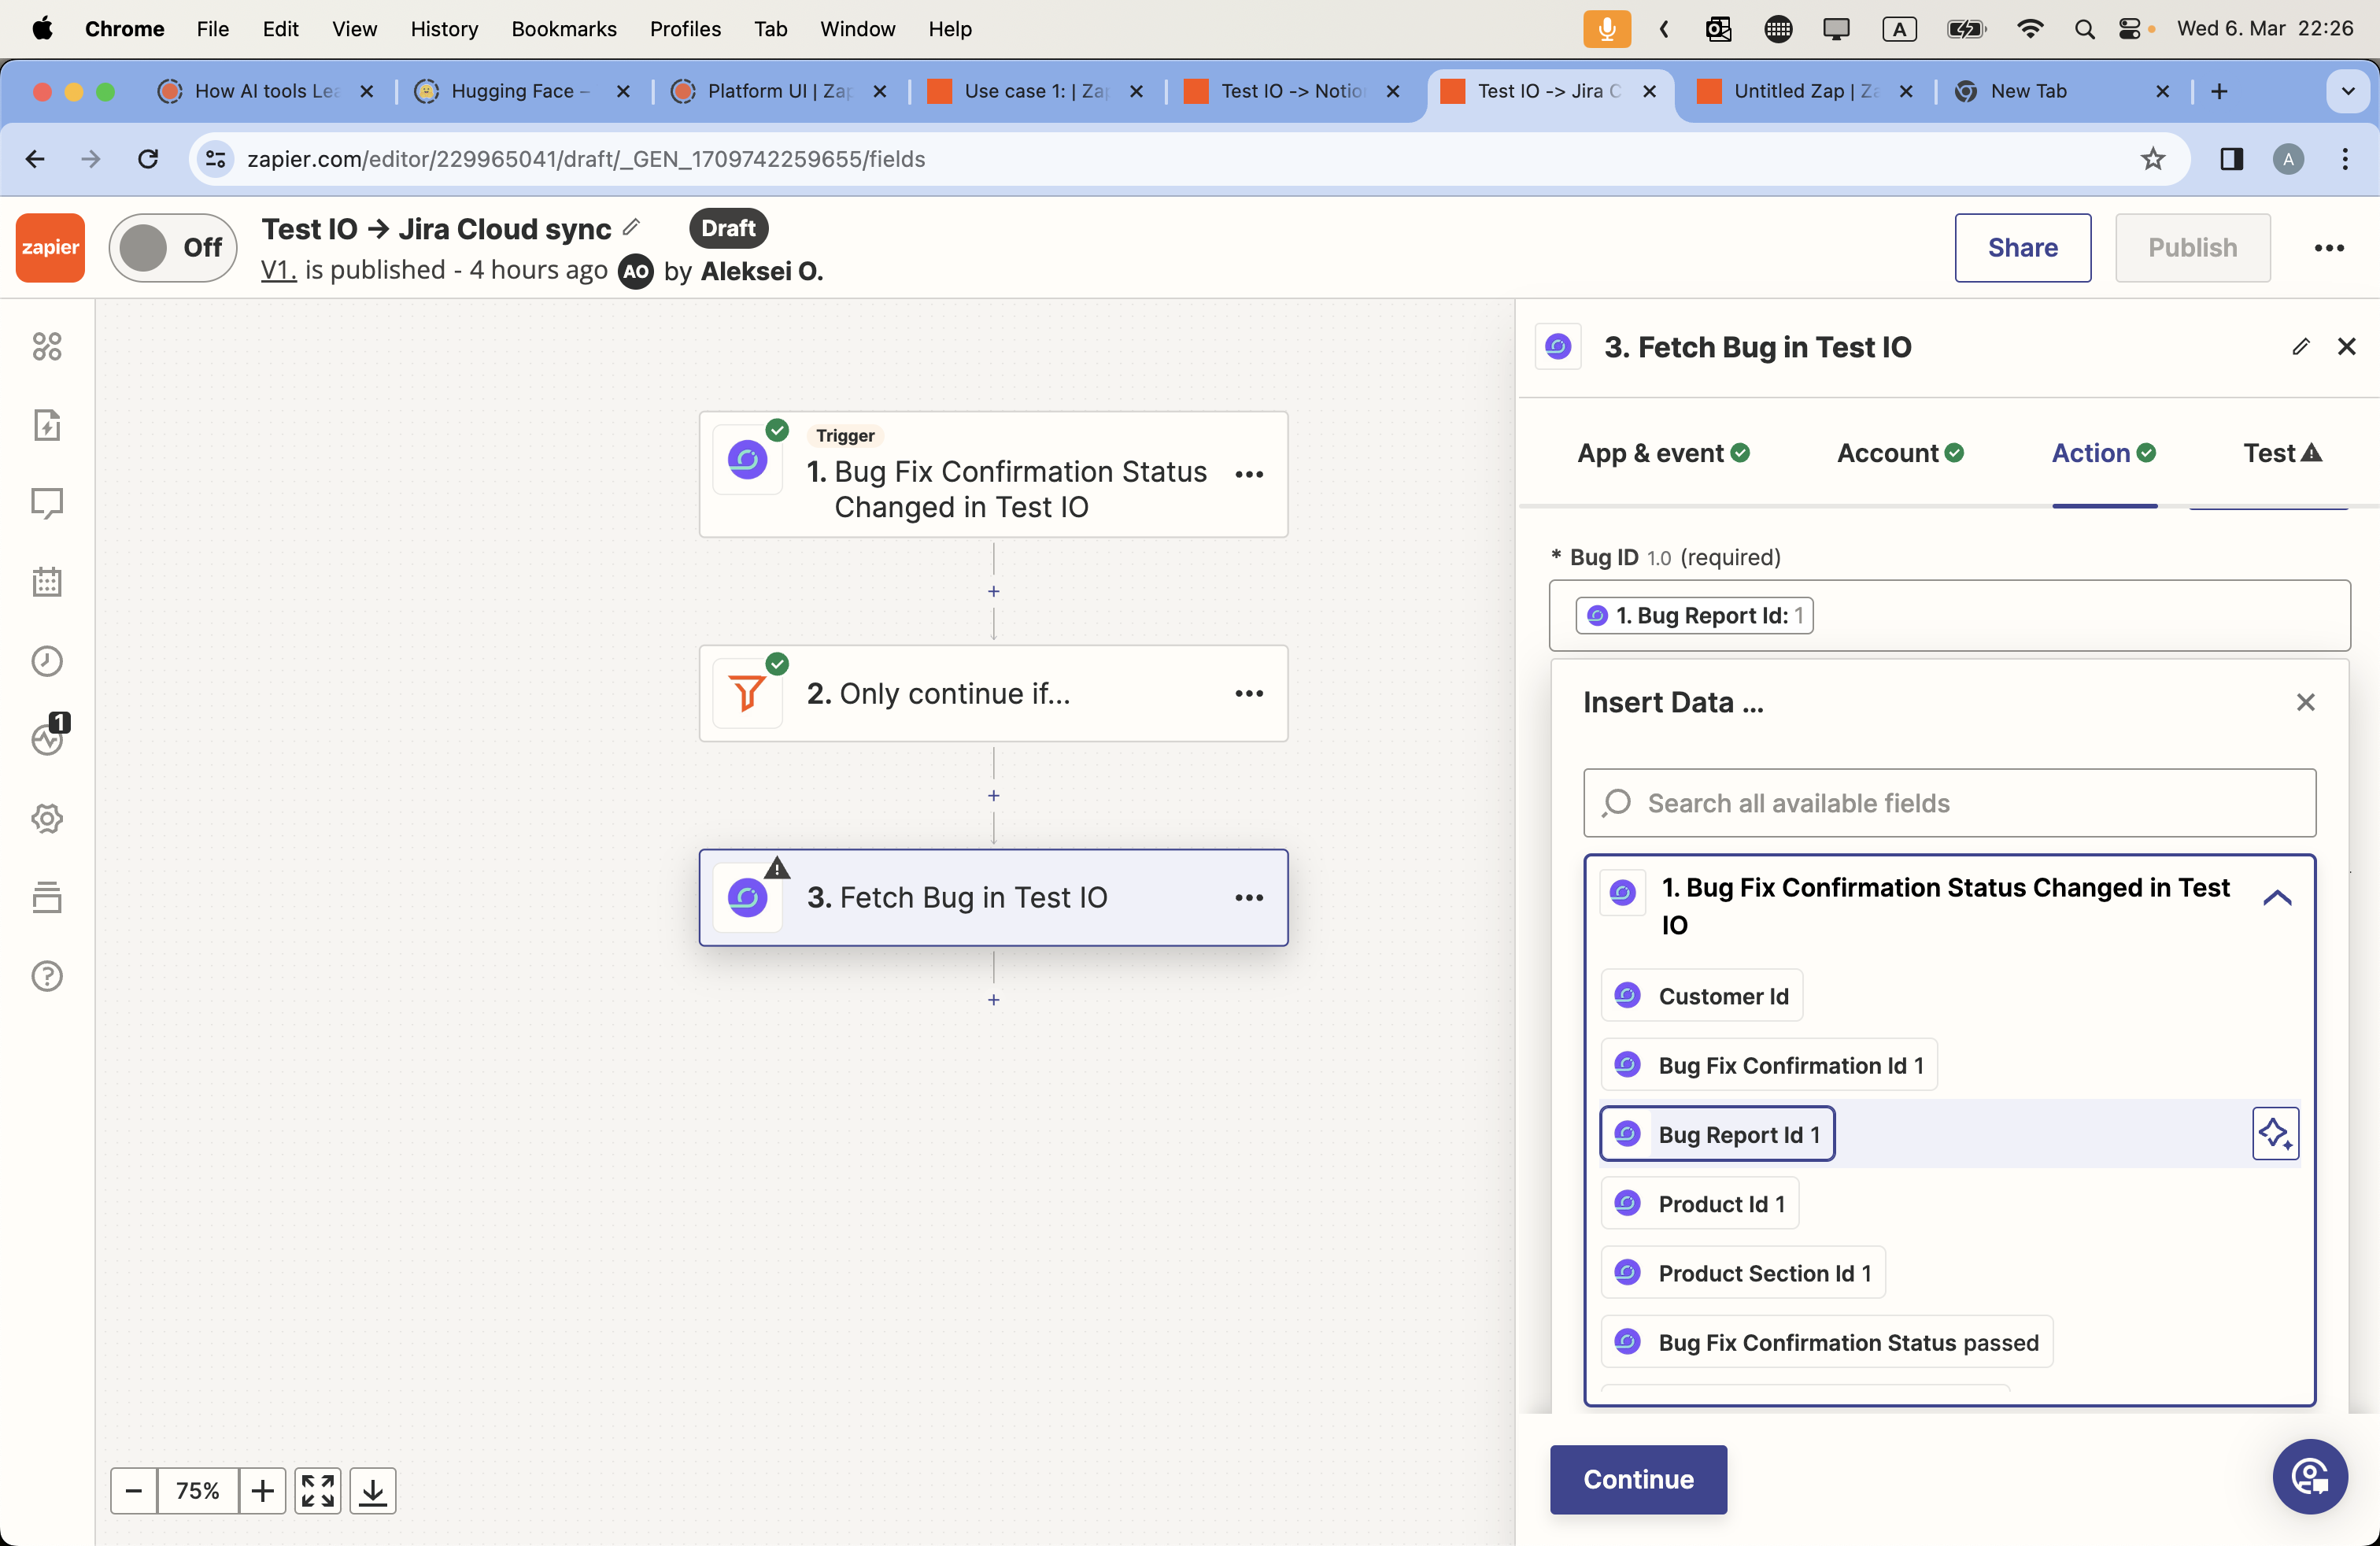 Chrome File Edit View History Bookmarks Profiles Tab Window Help
A
Wed 6. Mar 22:26
How AI tools Lea
Hugging Face –
Platform UI | Zap
Use case 1: | Zap
Test IO -> Notio
Test IO -> Jira C
Untitled Zap | Za
New Tab
zapier.com/editor/229965041/draft/_GEN_1709742259655/fields
A
zapier
Off
Test IO → Jira Cloud sync
Draft
V1. is published - 4 hours ago AO by Aleksei O.
Share
Publish
1
Trigger
1. Bug Fix Confirmation Status
Changed in Test IO
2. Only continue if...
3. Fetch Bug in Test IO
75%
3. Fetch Bug in Test IO
App & event
Account
Action
Test
* Bug ID 1.0 (required)
1. Bug Report Id: 1
Insert Data ...
Search all available fields
1. Bug Fix Confirmation Status Changed in Test
IO
Customer Id
Bug Fix Confirmation Id 1
Bug Report Id 1
Product Id 1
Product Section Id 1
Bug Fix Confirmation Status passed
Continue